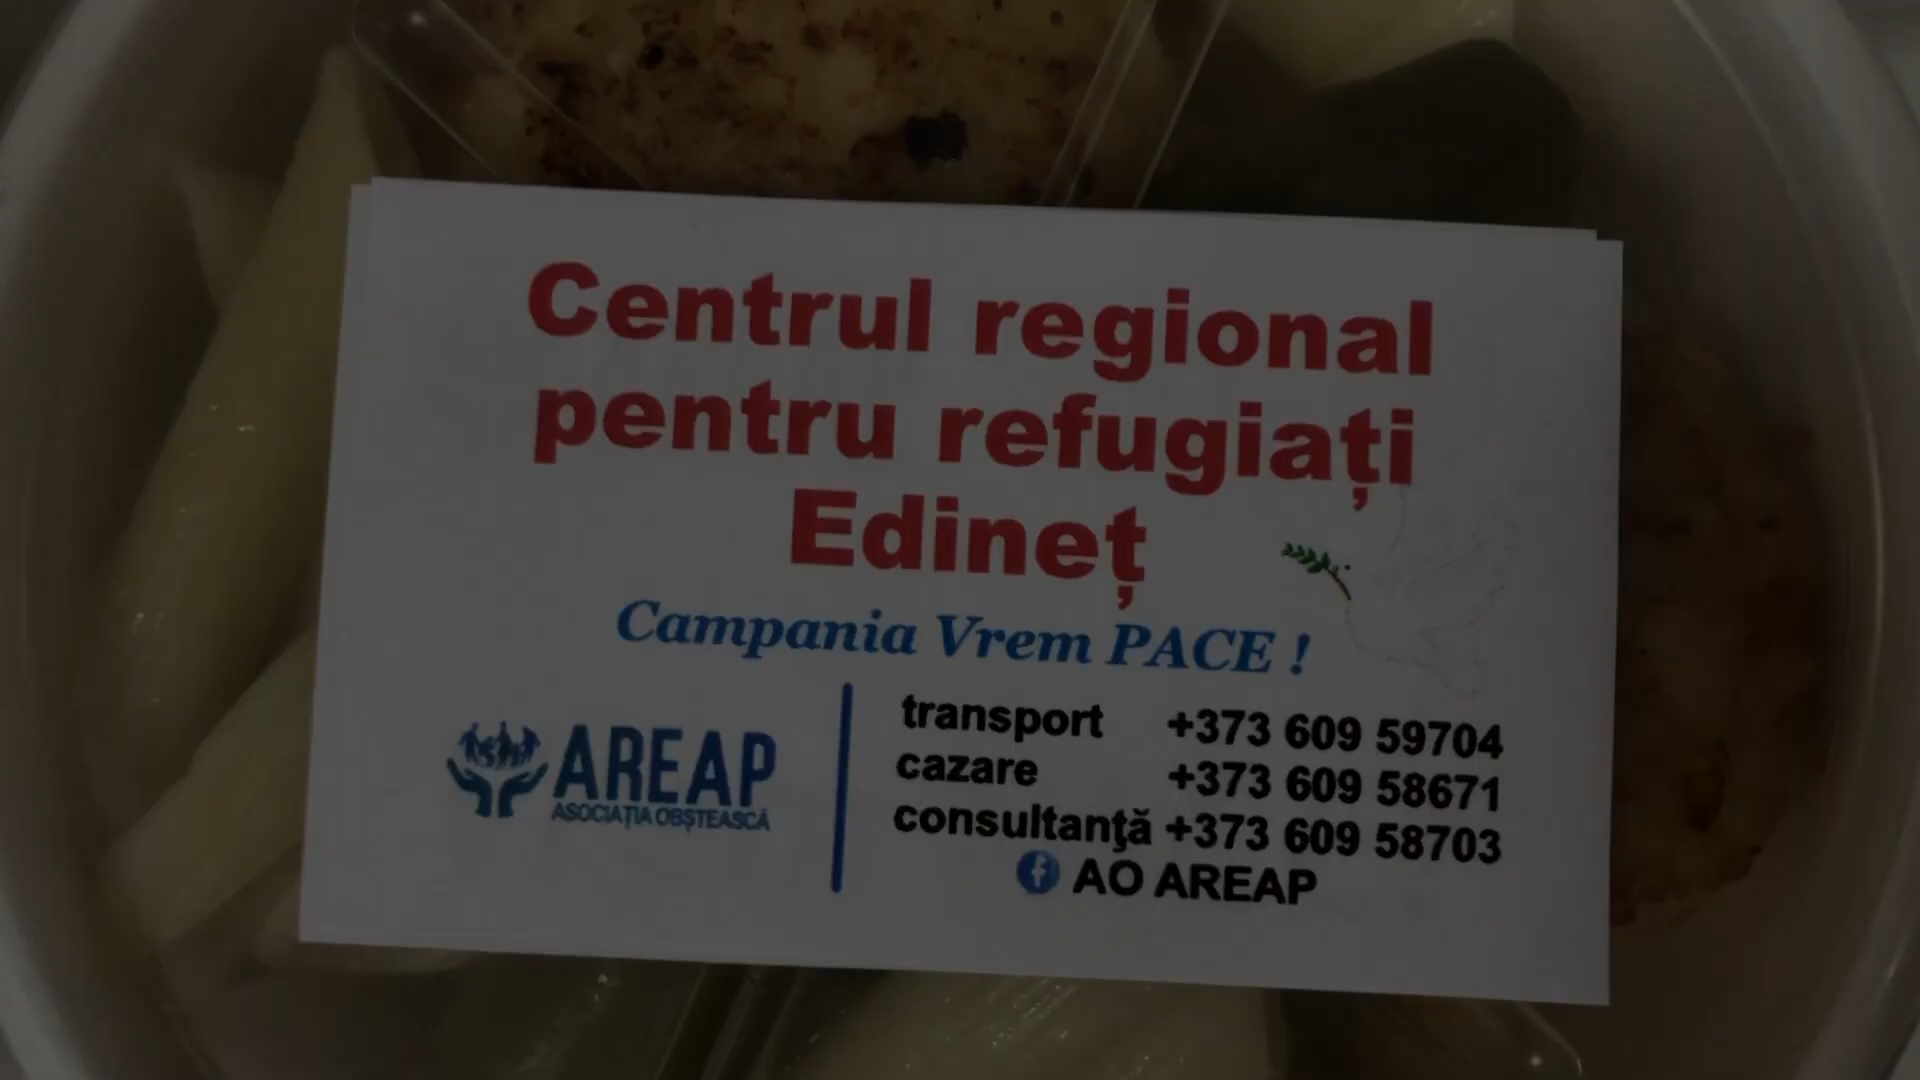 Centrul regional
pentru refugiați
Edineț
Campania Vrem PACE !
AREAP
ASOCIAȚIA OBȘTEASCĂ
transport +373 609 59704
cazare +373 609 58671
consultanţă +373 609 58703
f AO AREAP